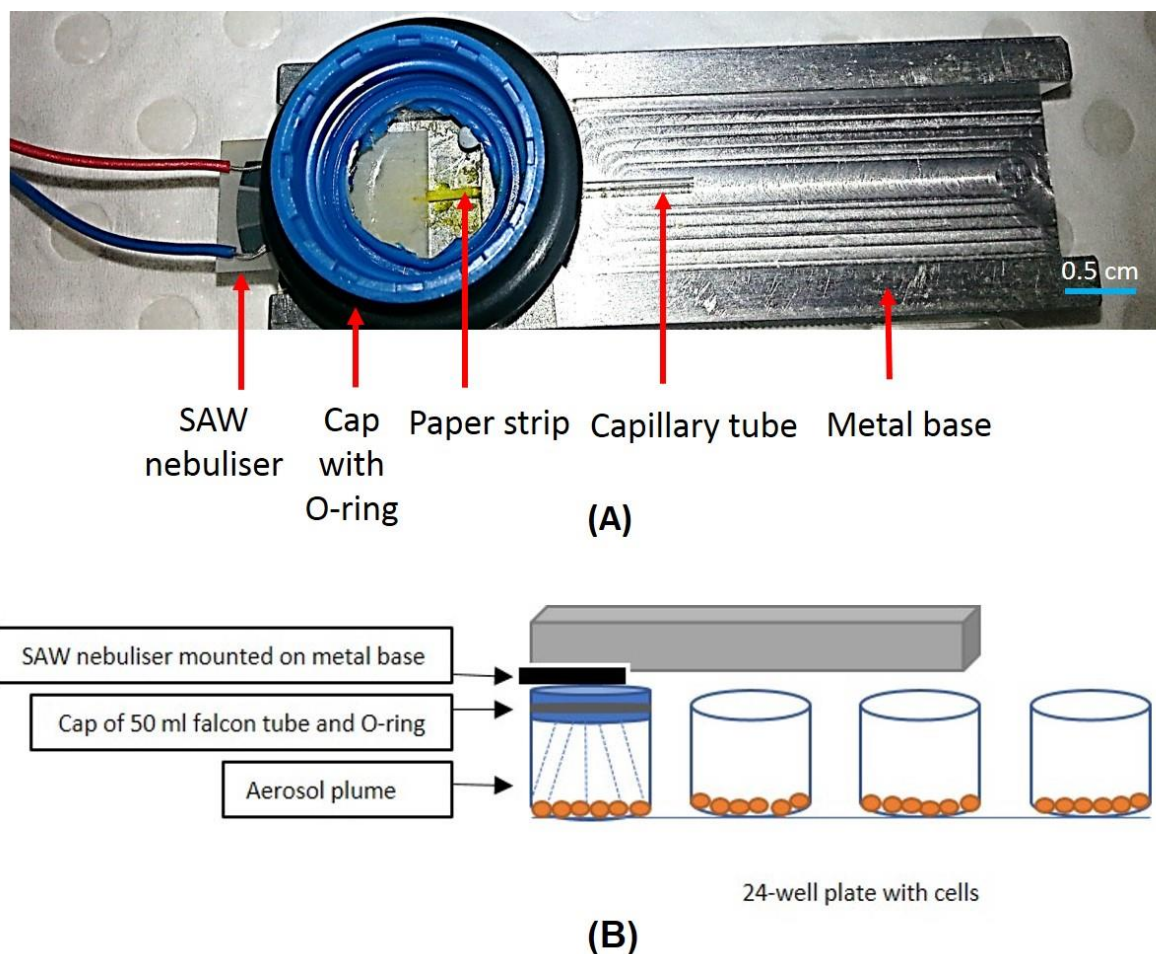 0.5 cm
SAW
nebuliser
Cap
with
O-ring
Paper strip
Capillary tube
Metal base
(A)
SAW nebuliser mounted on metal base
Cap of 50 ml falcon tube and O-ring
Aerosol plume
24-well plate with cells
(B)